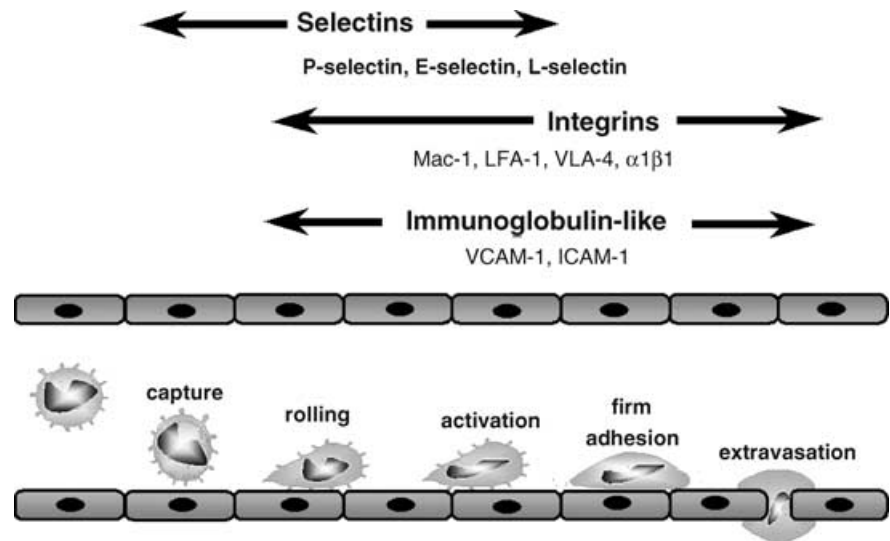 Selectins
P-selectin, E-selectin, L-selectin
Integrins
Mac-1, LFA-1, VLA-4, α1β1
Immunoglobulin-like
VCAM-1, ICAM-1
capture
rolling
activation
firm
adhesion
extravasation